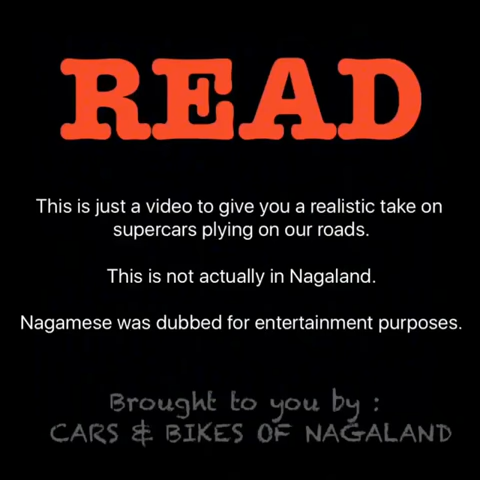 READ
This is just a video to give you a realistic take on
supercars plying on our roads.
This is not actually in Nagaland.
Nagamese was dubbed for entertainment purposes.
Brought to you by :
CARS & BIKES OF NAGALAND